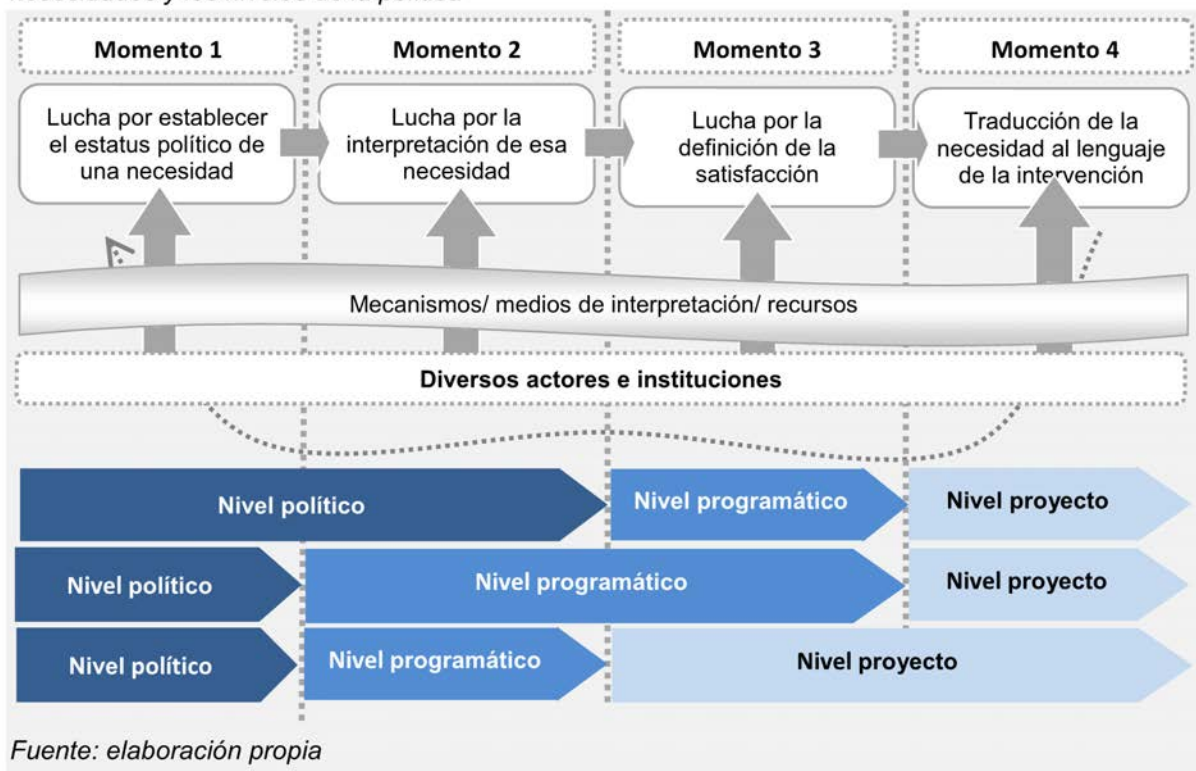 Momento 1
Momento 2
Momento 3
Momento 4
Lucha por establecer
el estatus político de
una necesidad
Lucha por la
interpretación de esa
necesidad
Lucha por la
definición de la
satisfacción
Traducción de la
necesidad al lenguaje
de la intervención
Mecanismos/ medios de interpretación/ recursos
Diversos actores e instituciones
Nivel político
Nivel programático
Nivel proyecto
Nivel político
Nivel programático
Nivel proyecto
Nivel político
Nivel programático
Nivel proyecto
Fuente: elaboración propia